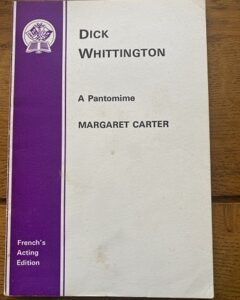 DICK
WHITTINGTON
A Pantomime
MARGARET CARTER
French's
Acting
Edition